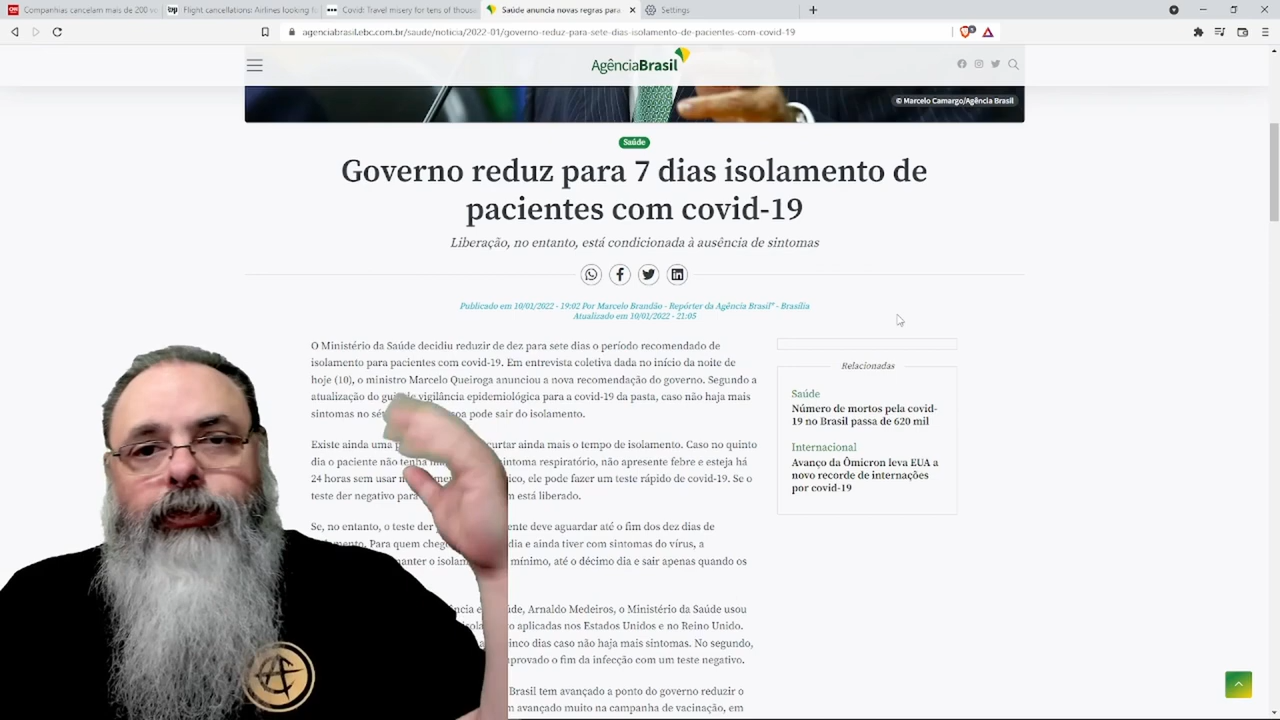 Companhias cancelam mais de 200 v
Flight cancellations: Airlines looking f
Covid: Travel misery for tens of thous
Saúde anuncia novas regras para
Settings
agenciabrasil.ebc.com.br/saude/noticia/2022-01/governo-reduz-para-sete-dias-isolamento-de-pacientes-com-covid-19
AgênciaBrasil
© Marcelo Camargo/Agência Brasil
Saúde
Governo reduz para 7 dias isolamento de
pacientes com covid-19
Liberação, no entanto, está condicionada à ausência de sintomas
Publicado em 10/01/2022 - 19:02 Por Marcelo Brandão - Repórter da Agência Brasil" - Brasília
Atualizado em 10/01/2022 - 21:05
O Ministério da Saúde decidiu reduzir de dez para sete dias o período recomendado de
isolamento para pacientes com covid-19. Em entrevista coletiva dada no início da noite de
hoje (10), o ministro Marcelo Queiroga anunciou a nova recomendação do governo. Segundo a
atualização do guia de vigilância epidemiológica para a covid-19 da pasta, caso não haja mais
sintomas no pode sair do isolamento.
Existe ainda uma curtar ainda mais o tempo de isolamento. Caso no quinto
dia o paciente não tenha sintoma respiratório, não apresente febre e esteja há
24 horas sem usar ele pode fazer um teste rápido de covid-19. Se o
teste der negativo para está liberado.
Se, no entanto, o teste der deve aguardar até o fim dos dez dias de
Para quem dia e ainda tiver com sintomas do vírus, a
manter o mínimo, até o décimo dia e sair apenas quando os
Arnaldo Medeiros, o Ministério da Saúde usou
aplicadas nos Estados Unidos e no Reino Unido.
cinco dias caso não haja mais sintomas. No segundo,
o fim da infecção com um teste negativo.
Brasil tem avançado a ponto do governo reduzir o
avançado muito na campanha de vacinação, em
Relacionadas
Saúde
Número de mortos pela covid-
19 no Brasil passa de 620 mil
Internacional
Avanço da Ômicron leva EUA a
novo recorde de internações
por covid-19